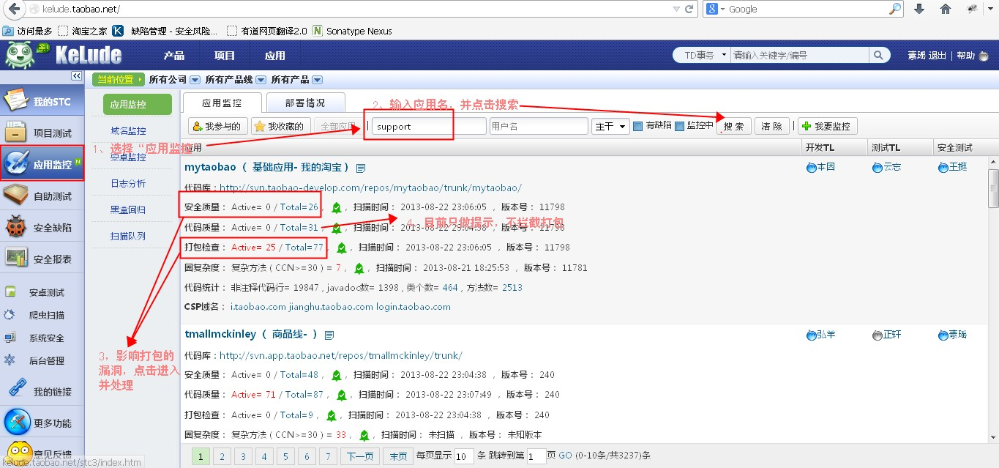 kelude.taobao.net/
Google
访问最多 淘宝之家 缺陷管理 - 安全风险... 有道网页翻译2.0 Sonatype Nexus
亲! KeLude 产品 项目 应用 TD事务 请输入关键字/编号 素瑶 退出 | 帮助
当前位置 所有公司 所有产品线 所有产品
我的STC
项目测试
应用监控 N
自助测试
安全缺陷
安全报表
安卓测试
爬虫扫描
系统安全
后台管理
我的链接
更多功能
意见反馈
kelude.taobao.net/stc3/index.htm
应用监控
域名监控
安卓监控
日志分析
黑盒回归
扫描队列
应用监控 部署情况
2、输入应用名，并点击搜索
我参与的 我收藏的 全部应用 | support 用户名 主干 有缺陷 监控中 搜 索 清 除 | 我要监控
1、选择“应用监控
应用 开发TL 测试TL 安全测试
mytaobao （ 基础应用- 我的淘宝 ） 本因 云忘 王挺
代码库：http://svn.taobao-develop.com/repos/mytaobao/trunk/mytaobao/
安全质量： Active= 0 / Total=26 , ，扫描时间： 2013-08-22 23:06:05 ，版本号： 11798
代码质量： Active= 0 / Total=31 , ，扫描时间： 2013-08-22 23:04:38 ，版本号： 11798
4、目前只做提示，不拦截打包
打包检查： Active= 25 / Total=77 , ，扫描时间： 2013-08-22 23:06:05 ，版本号： 11798
圈复杂度： 复杂方法 ( CCN>=30 ) = 7 , ，扫描时间： 2013-08-21 18:25:53 ，版本号： 11781
代码统计： 非注释代码行= 19847 , javadoc数= 1398 , 类个数= 464 , 方法数= 2513
CSP域名： i.taobao.com jianghu.taobao.com login.taobao.com
3，影响打包的
漏洞，点击进入
并处理
tmallmckinley （ 商品线- ） 弘羊 正轩 素瑶
代码库：http://svn.app.taobao.net/repos/tmallmckinley/trunk/
安全质量： Active= 0 / Total=48 , ，扫描时间： 2013-08-22 23:04:38 ，版本号： 240
代码质量： Active= 71 / Total=87 , ，扫描时间： 2013-08-22 23:07:49 ，版本号： 240
打包检查： Active= 0 / Total=9 , ，扫描时间： 2013-08-22 23:04:38 ，版本号： 240
圈复杂度： 复杂方法 ( CCN>=30 ) = 33 , ，扫描时间： 未扫描 ，版本号： 未知版本
1 2 3 4 5 6 7 下一页 末页 每页显示 10 条 跳转到第 1 页 GO (0-10条/共3237)条